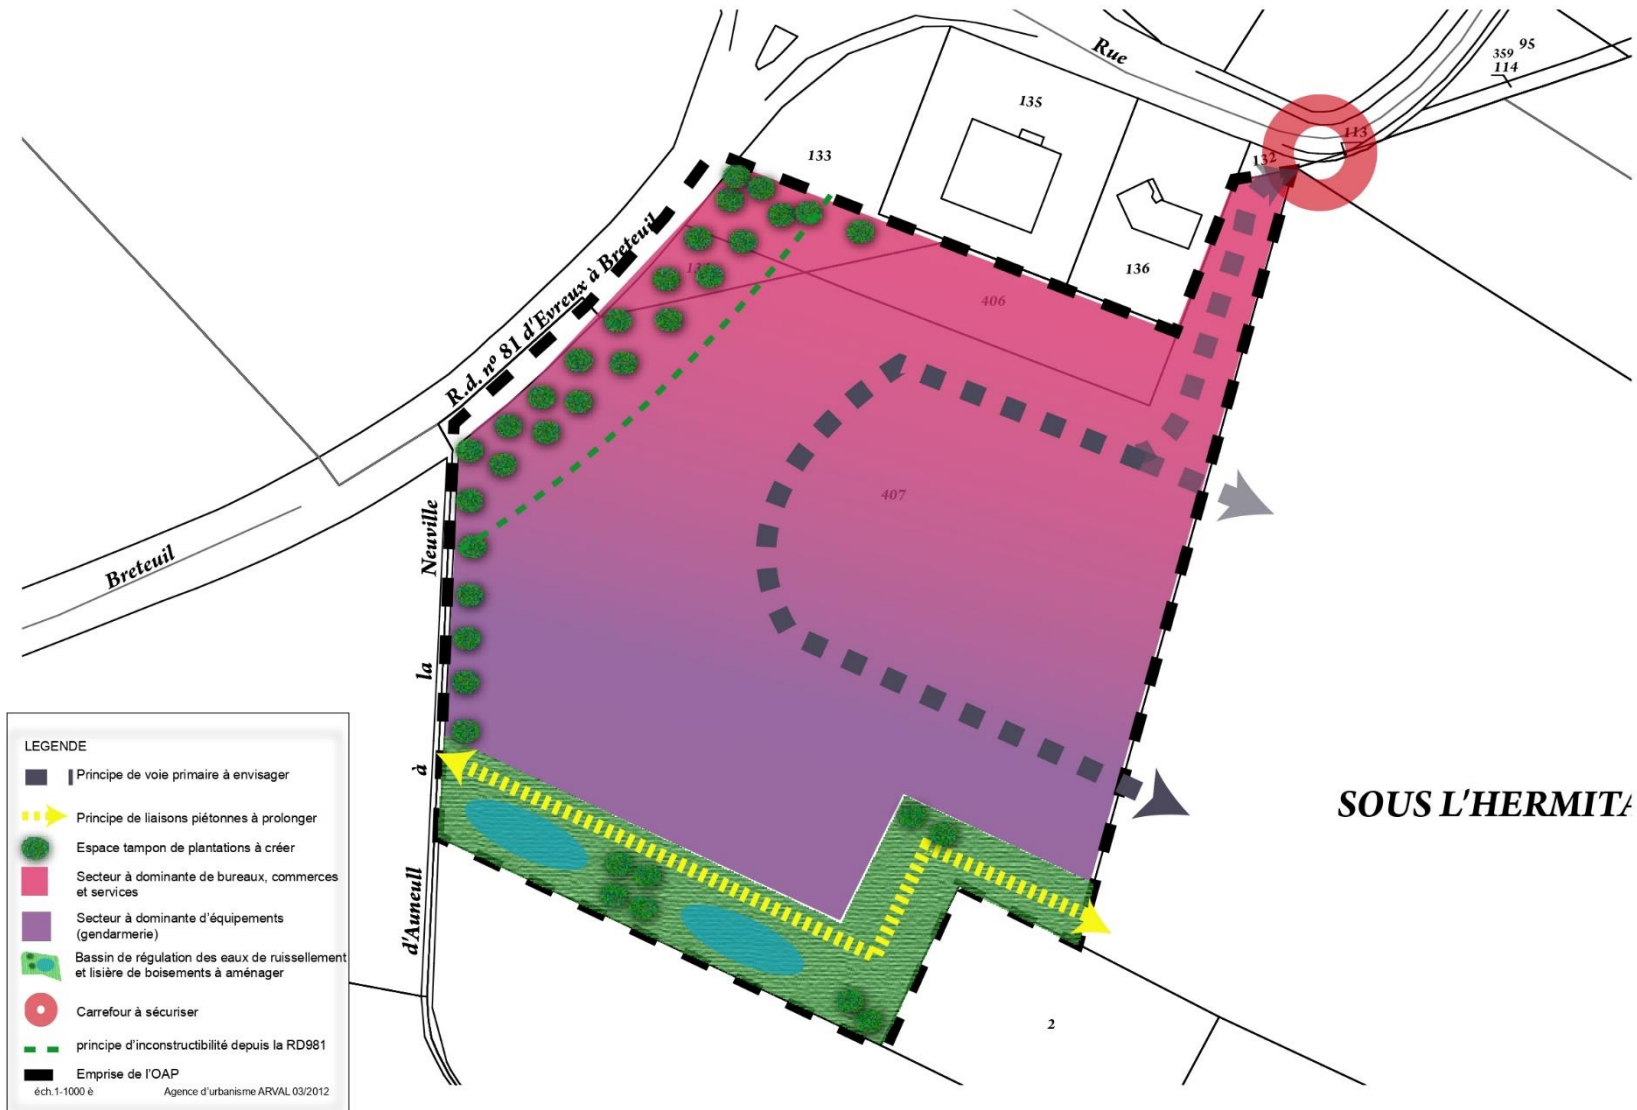 Rue
95
359
114
135
113
133
132
136
406
R.d. nº 81 d'Evreux à Breteuil
407
Neuville
Breteuil
la
à
d'Auneull
SOUS L'HERMITA
2
LEGENDE
Principe de voie primaire à envisager
Principe de liaisons piétonnes à prolonger
Espace tampon de plantations à créer
Secteur à dominante de bureaux, commerces
et services
Secteur à dominante d'équipements
(gendarmerie)
Bassin de régulation des eaux de ruissellement
et lisière de boisements à aménager
Carrefour à sécuriser
principe d'inconstructibilité depuis la RD981
Emprise de l'OAP
éch.1-1000 è Agence d'urbanisme ARVAL 03/2012